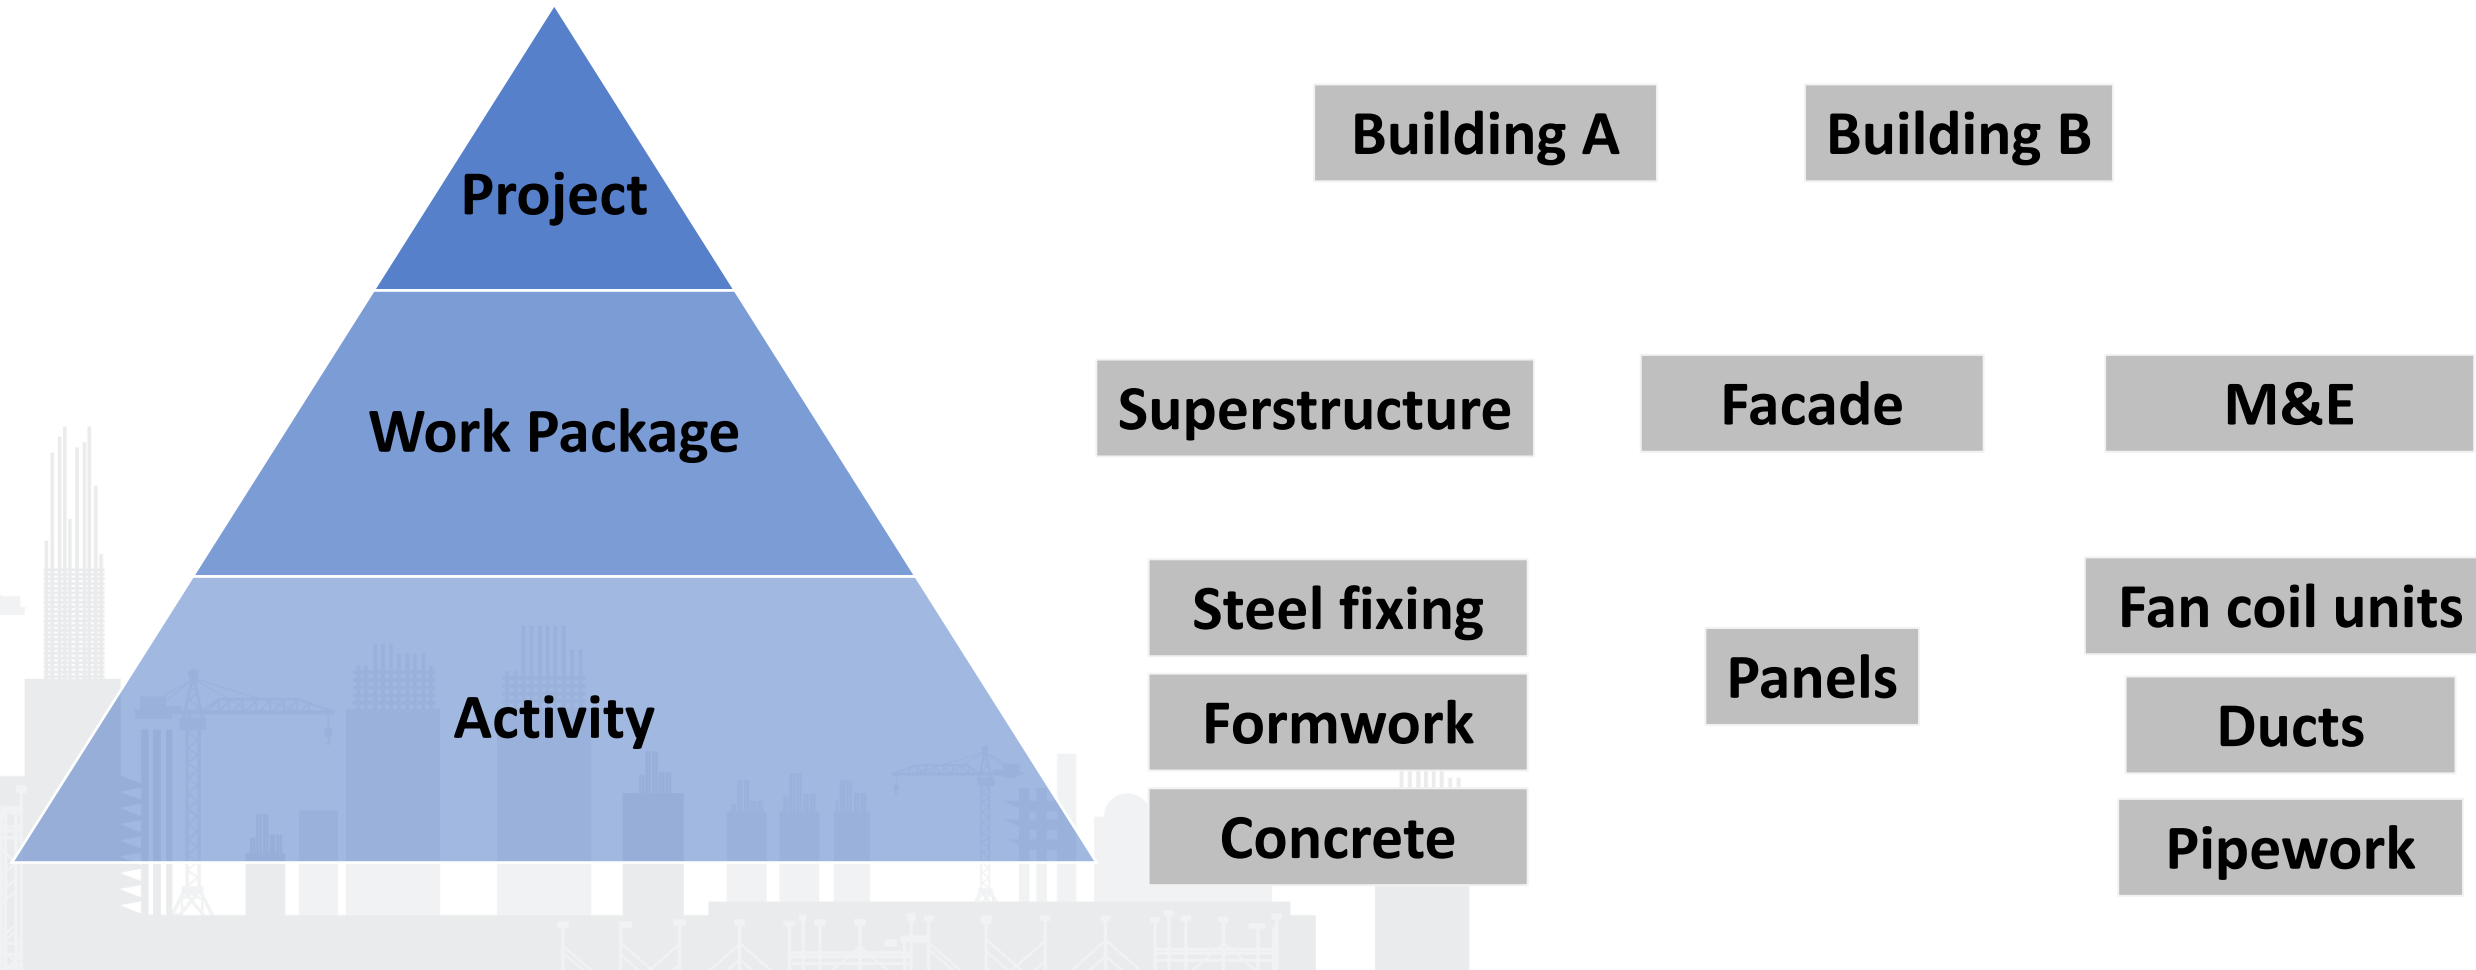 Project
Building A
Building B
Work Package
Superstructure
Facade
M&E
Activity
Steel fixing
Formwork
Concrete
Panels
Fan coil units
Ducts
Pipework